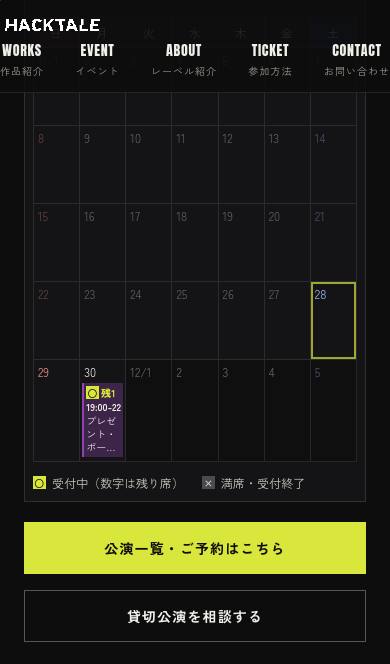 HACKTALE
WORKS EVENT ABOUT TICKET CONTACT
作品紹介 イベント レーベル紹介 参加方法 お問い合わせ
8 9 10 11 12 13 14
15 16 17 18 19 20 21
22 23 24 25 26 27 28
29 30 12/1 2 3 4 5
残1
19:00-22
プレゼ
ント・
ボー…
受付中（数字は残り席） × 満席・受付終了
公演一覧・ご予約はこちら
貸切公演を相談する